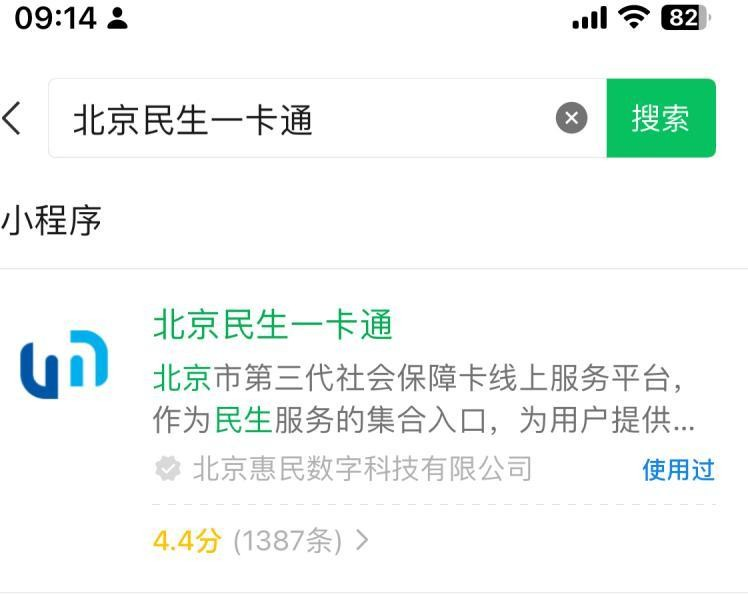 09:14
82
北京民生一卡通
搜索
小程序
北京民生一卡通
北京市第三代社会保障卡线上服务平台，
作为民生服务的集合入口，为用户提供...
北京惠民数字科技有限公司
使用过
4.4分 (1387条)